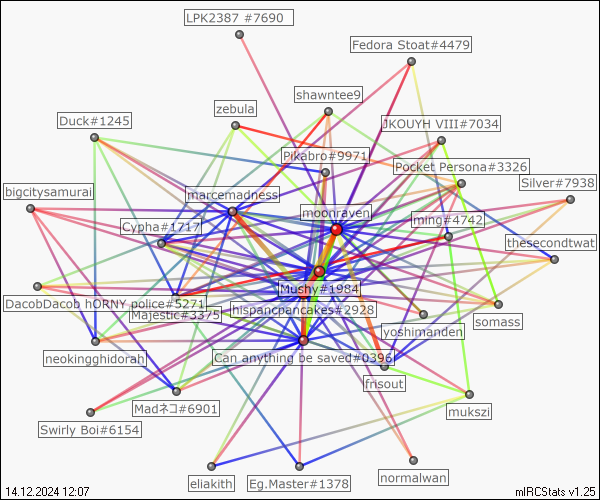 LPK2387 #7690
Fedora Stoat#4479
shawntee9
zebula
Duck#1245
JKOUYH VIII#7034
Pikabro#9971
Pocket Persona#3326
Silver#7938
bigcitysamurai
marcemadness
moonraven
ming#4742
Cypha#1717
thesecondtwat
Mushy#1984
DacobDacob hORNY police#5271
hispancpancakes#2928
Majestic#3375
somass
yoshimanden
neokingghidorah
Can anything be saved#0396
frisout
Madネコ#6901
mukszi
Swirly Boi#6154
normalwan
eliakith
Eg.Master#1378
14.12.2024 12:07
mIRCStats v1.25